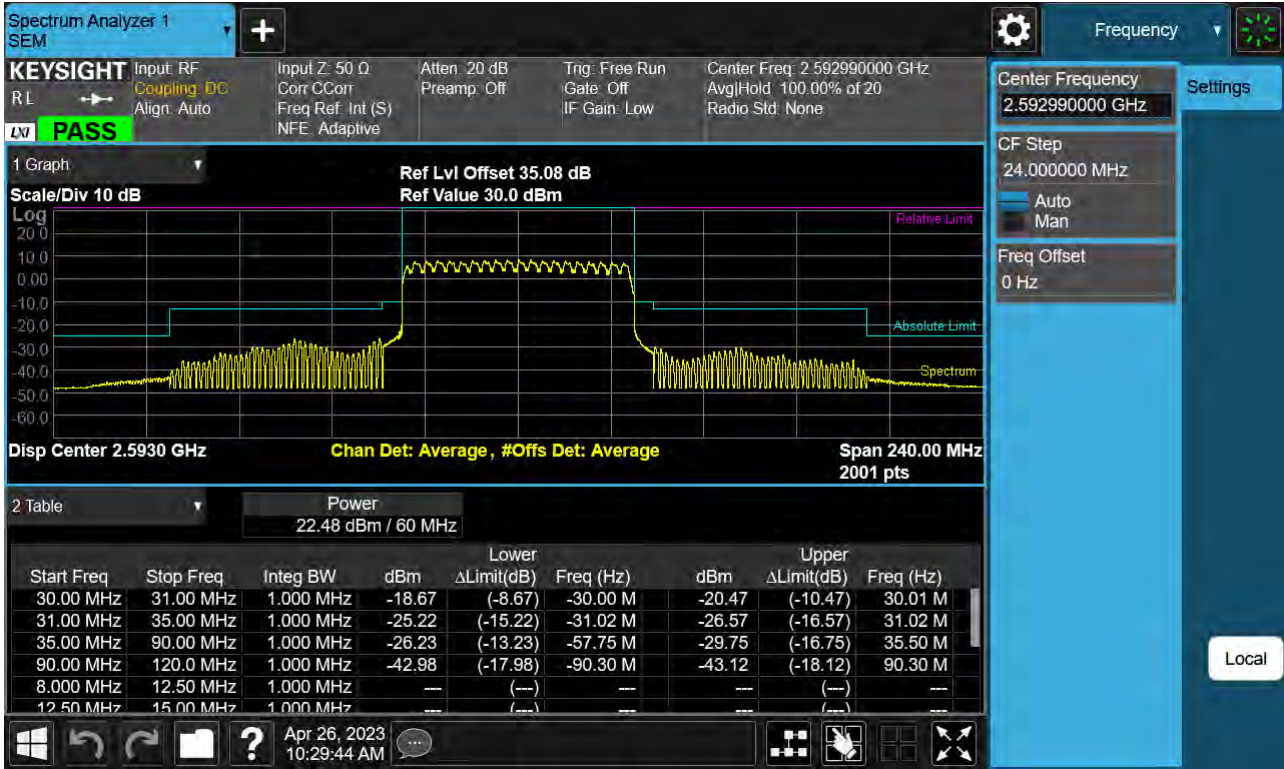 Spectrum Analyzer 1
SEM
Frequency
KEYSIGHT
Input: RF
Input Z: 50 Ω
Atten: 20 dB
Trig: Free Run
Center Freq: 2.592990000 GHz
RL
Coupling: DC
Corr CCorr
Preamp: Off
Gate: Off
Avg|Hold: 100.00% of 20
Align: Auto
Freq Ref: Int (S)
IF Gain: Low
Radio Std: None
NFE: Adaptive
LXI
PASS
Center Frequency
2.592990000 GHz
Settings
CF Step
24.000000 MHz
Auto
Man
Freq Offset
0 Hz
Local
1 Graph
Ref Lvl Offset 35.08 dB
Scale/Div 10 dB
Ref Value 30.0 dBm
Log
Relative Limit
20.0
10.0
0.00
-10.0
-20.0
Absolute Limit
-30.0
-40.0
Spectrum
-50.0
-60.0
Disp Center 2.5930 GHz
Chan Det: Average, #Offs Det: Average
Span 240.00 MHz
2001 pts
2 Table
Power
22.48 dBm / 60 MHz
Lower Upper
Start Freq Stop Freq Integ BW dBm ΔLimit(dB) Freq (Hz) dBm ΔLimit(dB) Freq (Hz)
30.00 MHz 31.00 MHz 1.000 MHz -18.67 (-8.67) -30.00 M -20.47 (-10.47) 30.01 M
31.00 MHz 35.00 MHz 1.000 MHz -25.22 (-15.22) -31.02 M -26.57 (-16.57) 31.02 M
35.00 MHz 90.00 MHz 1.000 MHz -26.23 (-13.23) -57.75 M -29.75 (-16.75) 35.50 M
90.00 MHz 120.0 MHz 1.000 MHz -42.98 (-17.98) -90.30 M -43.12 (-18.12) 90.30 M
8.000 MHz 12.50 MHz 1.000 MHz --- (---) --- --- (---) ---
12.50 MHz 15.00 MHz 1.000 MHz --- (---) --- --- (---) ---
Apr 26, 2023
10:29:44 AM